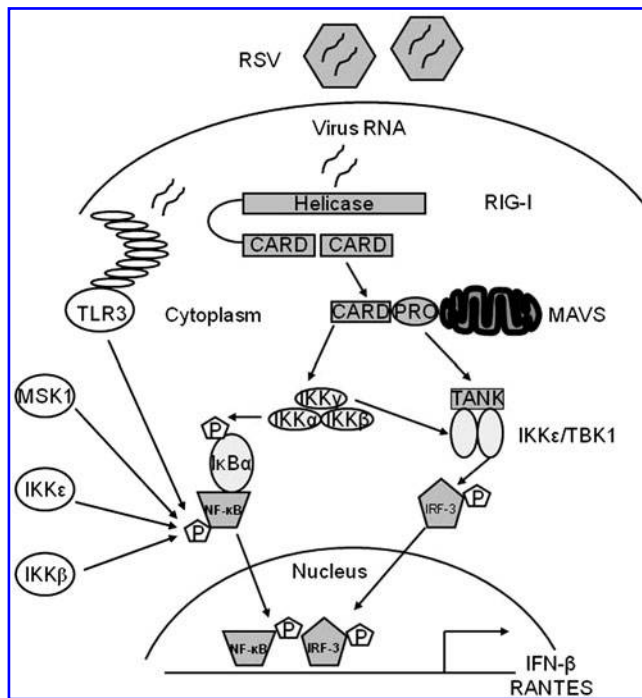 RSV
Virus RNA
Helicase
RIG-I
CARD CARD
TLR3
Cytoplasm
CARD PRO
MAVS
MSK1
IKKγ
IKKα IKKβ
TANK
IKKε/TBK1
P
IκBα
IKKε
NF-κB
P
IRF-3
P
IKKβ
Nucleus
NF-κB
P
IRF-3
P
IFN-β
RANTES